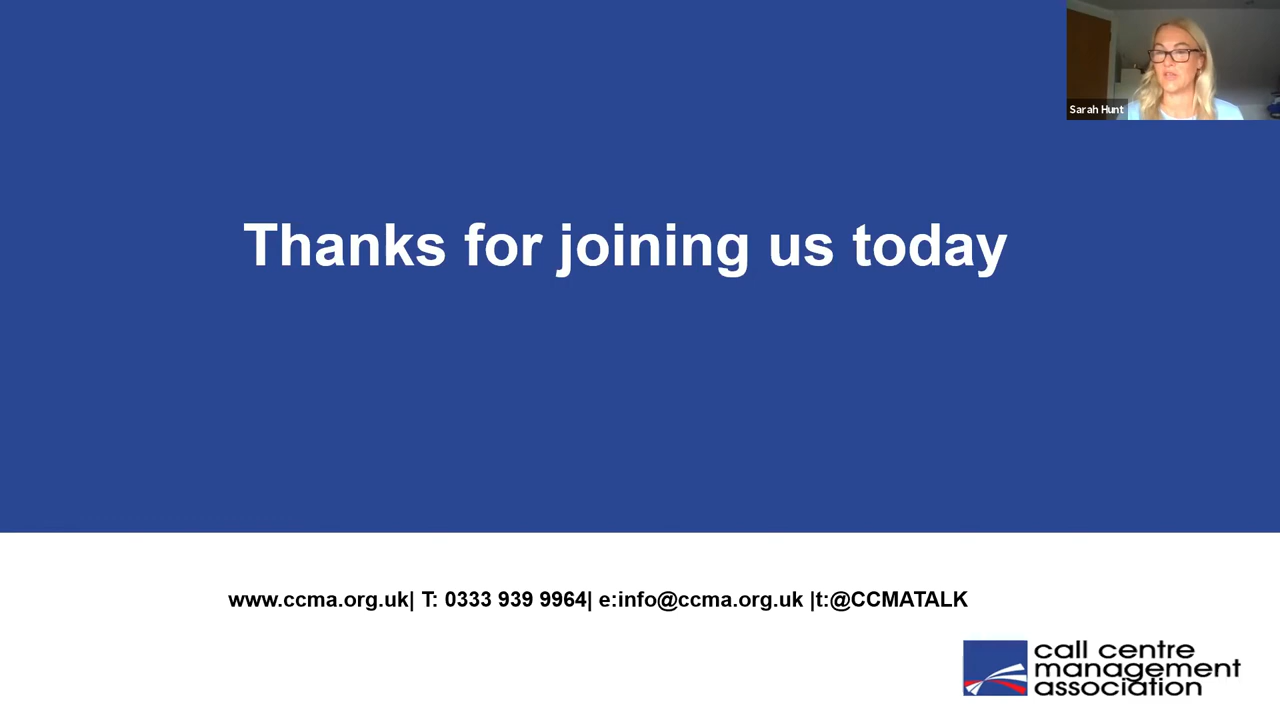 Sarah Hunt
Thanks for joining us today
www.ccma.org.uk| T: 0333 939 9964| e:info@ccma.org.uk |t:@CCMATALK
call centre
management
association